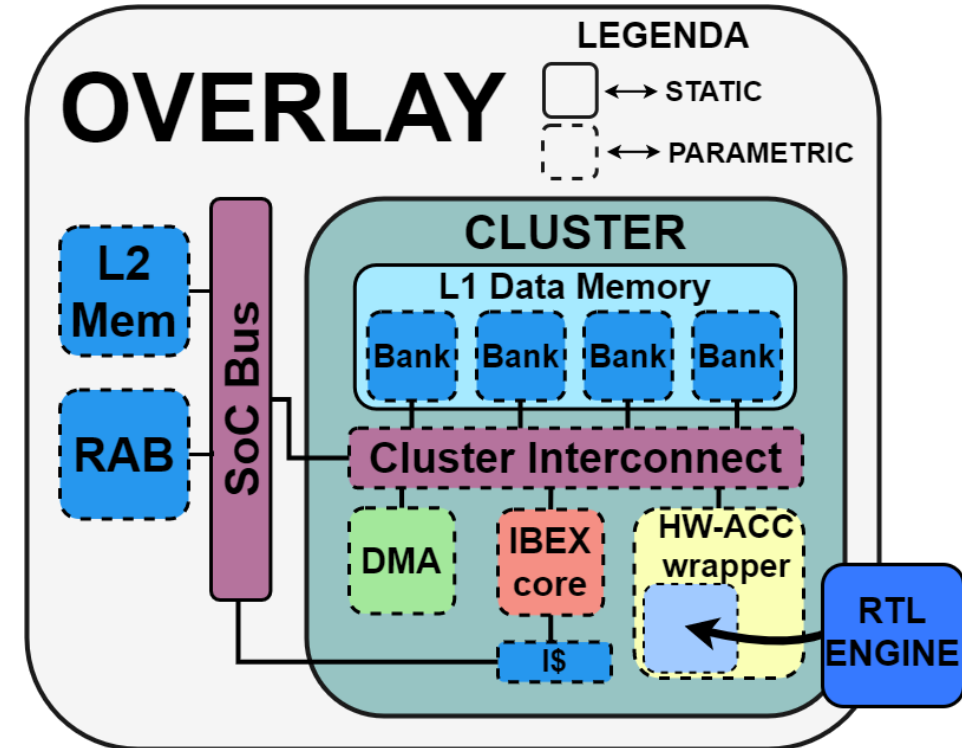 LEGENDA
STATIC
PARAMETRIC
OVERLAY
CLUSTER
L1 Data Memory
Bank
Bank
Bank
Bank
L2
Mem
RAB
SoC Bus
Cluster Interconnect
DMA
IBEX
core
HW-ACC
wrapper
I$
RTL
ENGINE